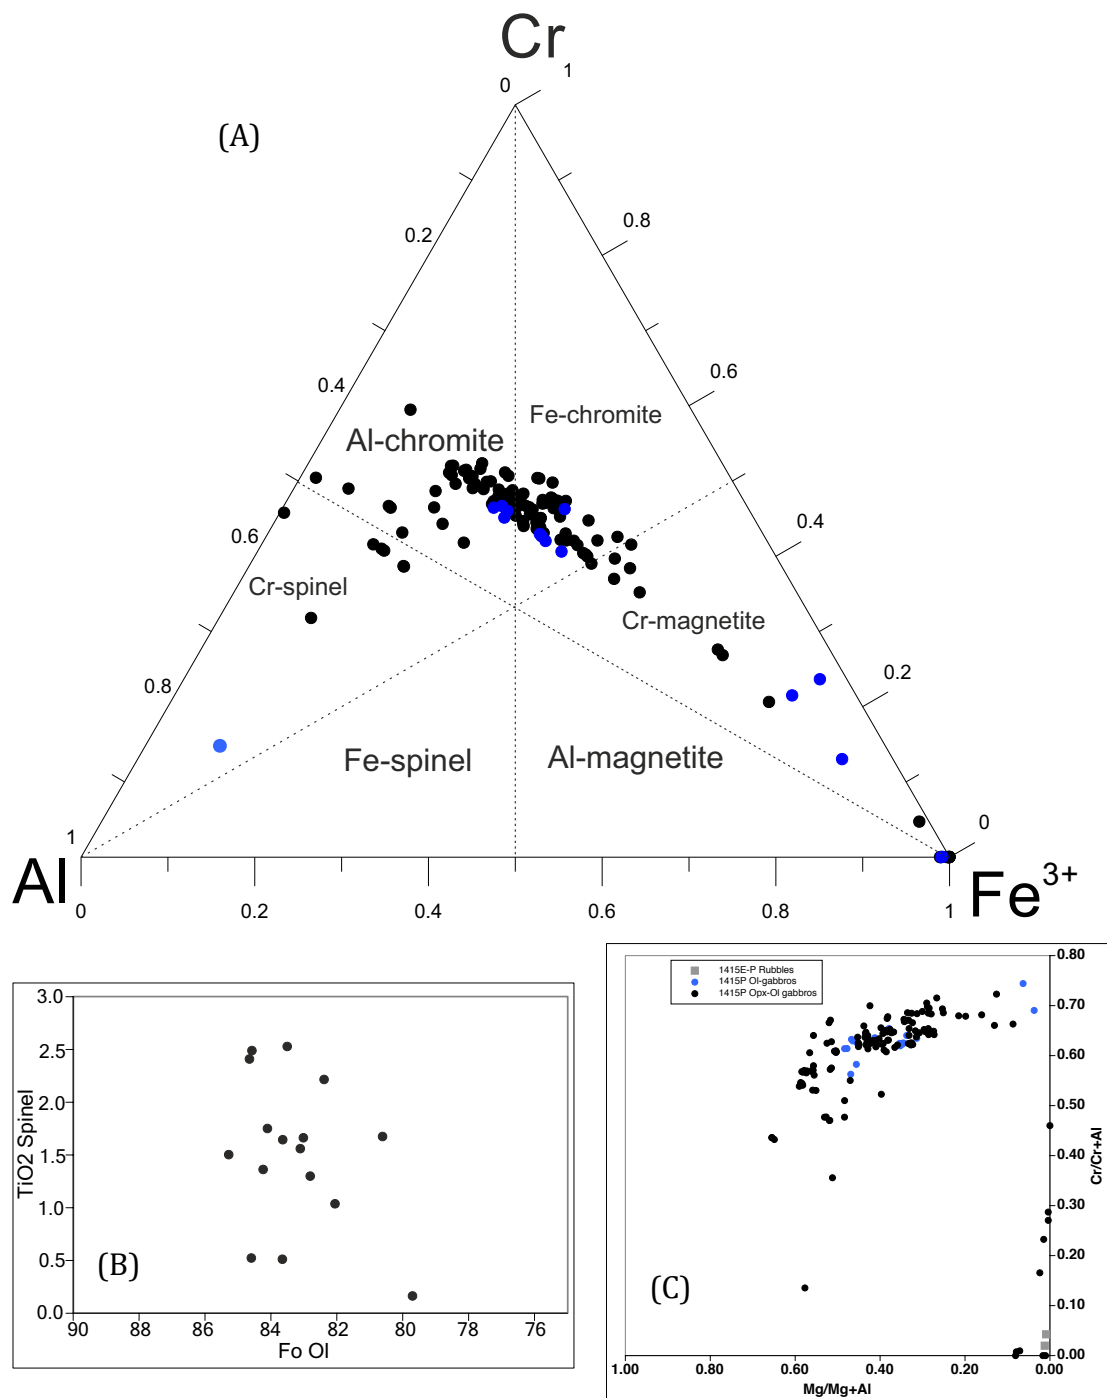 Cr
0
1
(A)
0.2
0.8
0.4
0.6
Fe-chromite
Al-chromite
0.6
0.4
Cr-spinel
Cr-magnetite
0.8
0.2
Fe-spinel
Al-magnetite
1
0
Al
Fe3+
0
0.2
0.4
0.6
0.8
1
3.0
2.5
2.0
1.5
1.0
0.5
0.0
TiO2 Spinel
(B)
90
88
86
84
82
80
78
76
Fo Ol
1415E-P Rubbles
1415P Ol-gabbros
1415P Opx-Ol gabbros
0.80
0.70
0.60
0.50
0.40
0.30
0.20
0.10
0.00
Cr/Cr+Al
(C)
1.00
0.80
0.60
0.40
0.20
0.00
Mg/Mg+Al